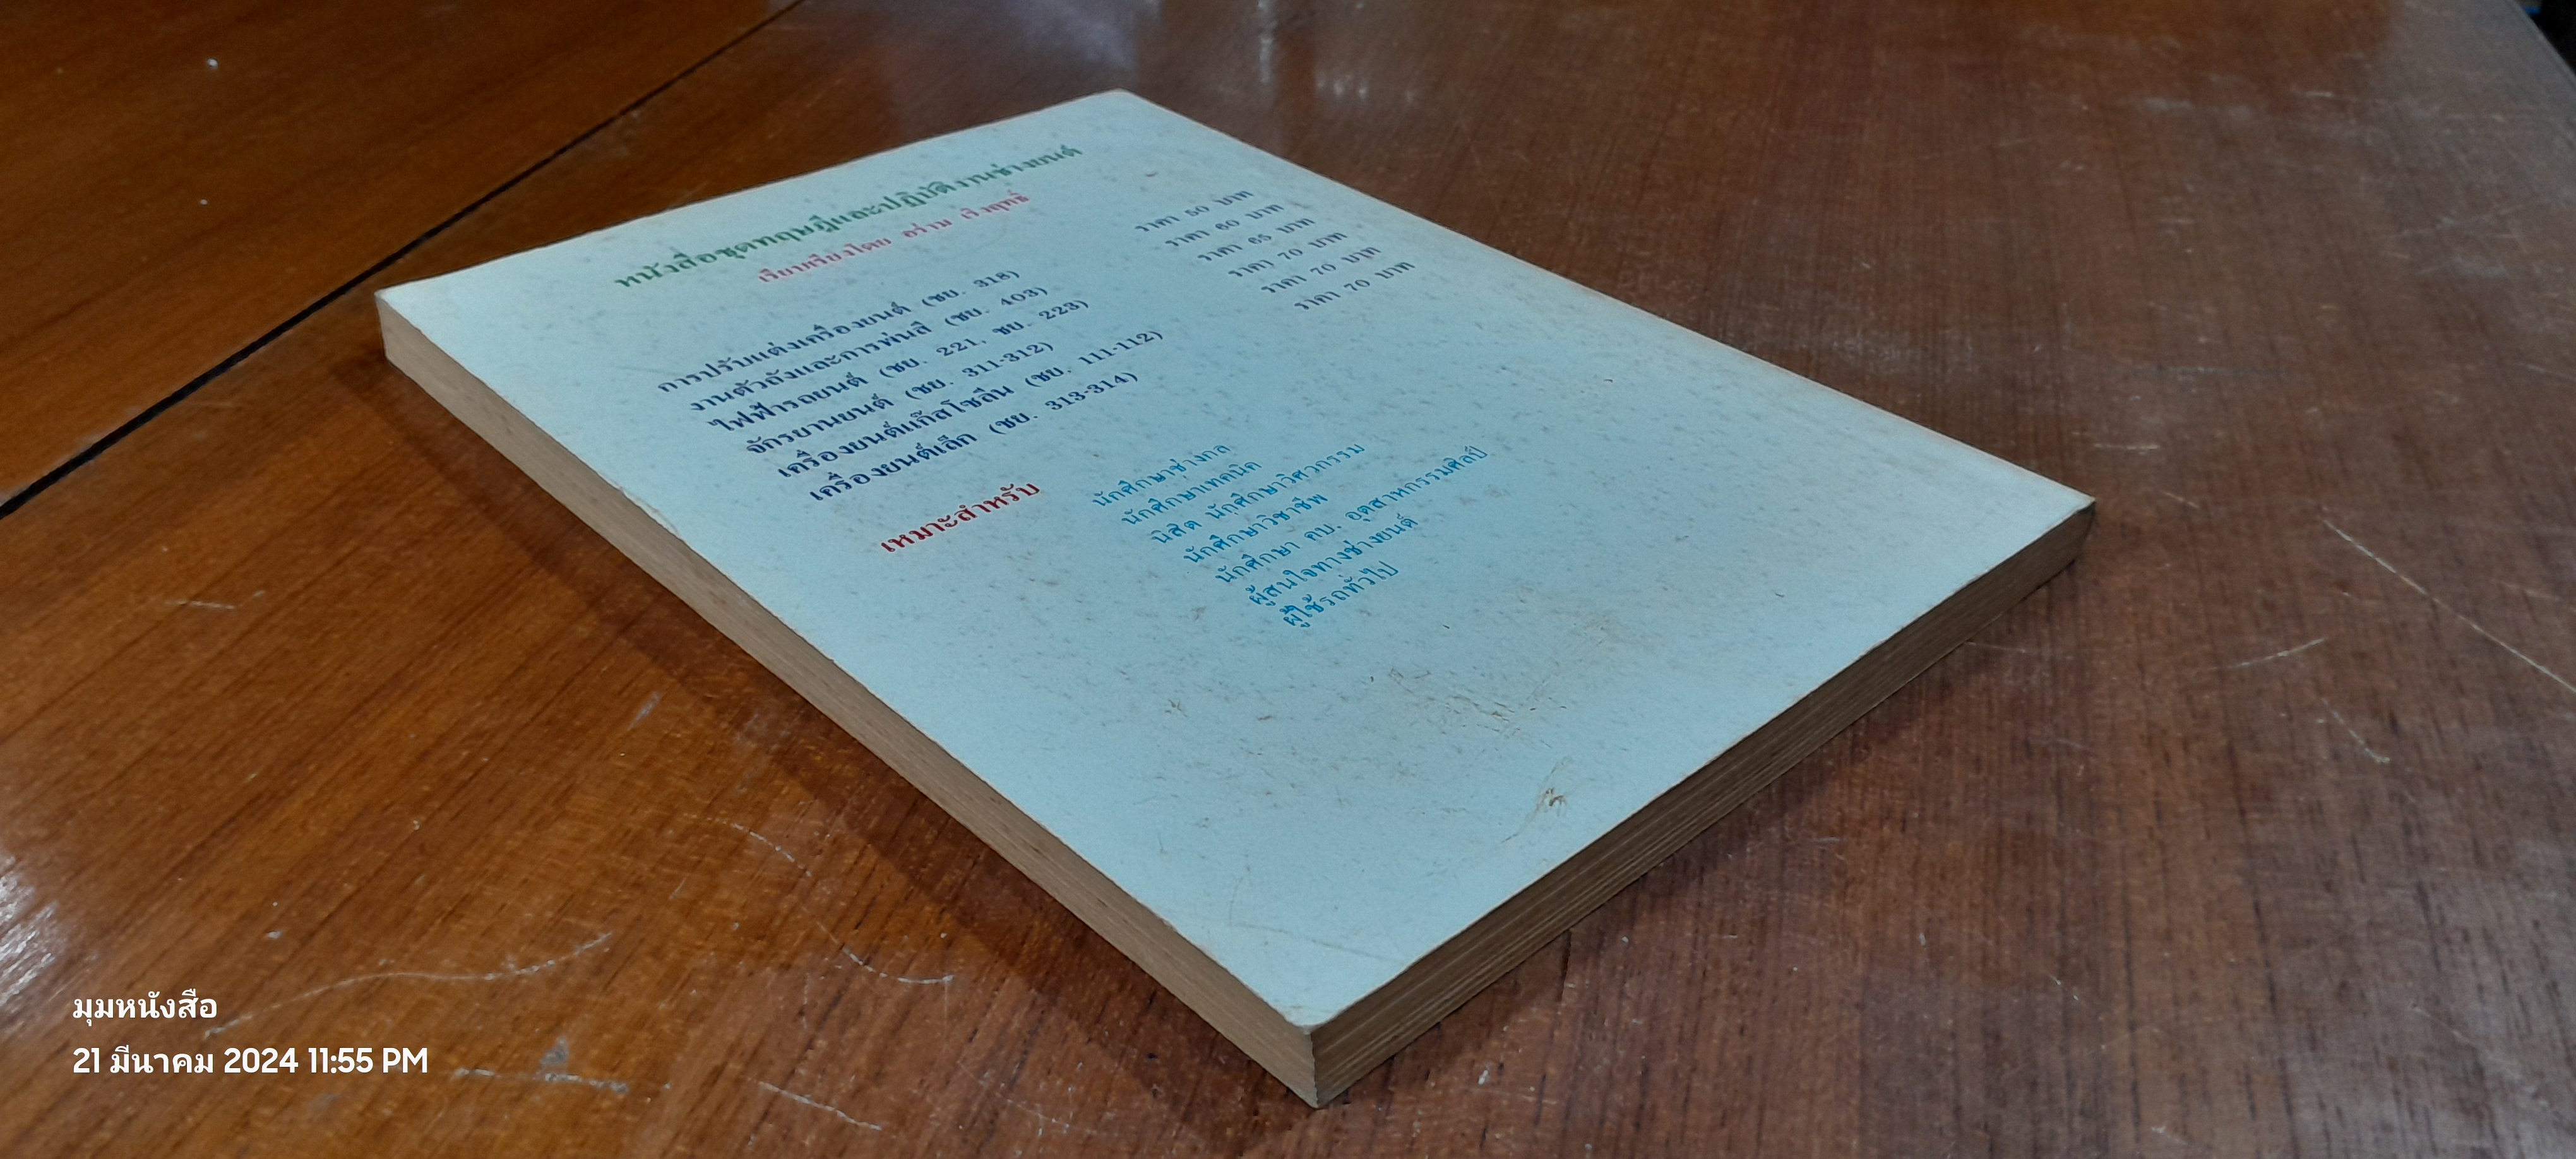 หนังสือชุดทฤษฎีและปฏิบัติงานช่างยนต์
เรียบเรียงโดย อำพล ซื่อตรง
การปรับแต่งเครื่องยนต์ (ชย. 318) ราคา 50 บาท
งานตัวถังและการพ่นสี (ชย. 403) ราคา 60 บาท
ไฟฟ้ารถยนต์ (ชย. 221, ชย. 223) ราคา 65 บาท
จักรยานยนต์ (ชย. 311-312) ราคา 70 บาท
เครื่องยนต์แก๊สโซลีน (ชย. 111-112) ราคา 70 บาท
เครื่องยนต์เล็ก (ชย. 313-314) ราคา 70 บาท
เหมาะสำหรับ
นักศึกษาช่างกล
นักศึกษาเทคนิค
นิสิต นักศึกษาวิศวกรรม
นักศึกษาวิชาชีพ
นักศึกษา คบ. อุตสาหกรรมศิลป์
ผู้สนใจทางช่างยนต์
ผู้ใช้รถทั่วไป
มุมหนังสือ
21 มีนาคม 2024 11:55 PM